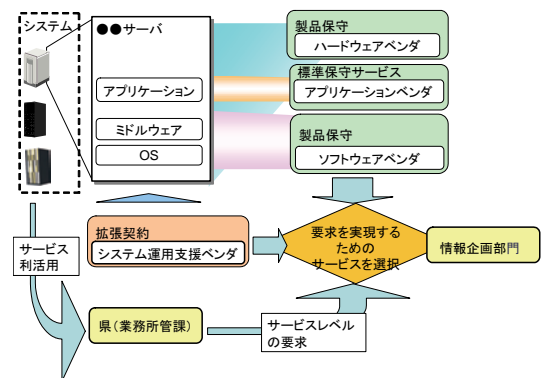 システム
●●サーバ
アプリケーション
ミドルウェア
OS
製品保守
ハードウェアベンダ
標準保守サービス
アプリケーションベンダ
製品保守
ソフトウェアベンダ
拡張契約
システム運用支援ベンダ
要求を実現する
ための
サービスを選択
情報企画部門
サービス
利活用
県(業務所管課)
サービスレベル
の要求